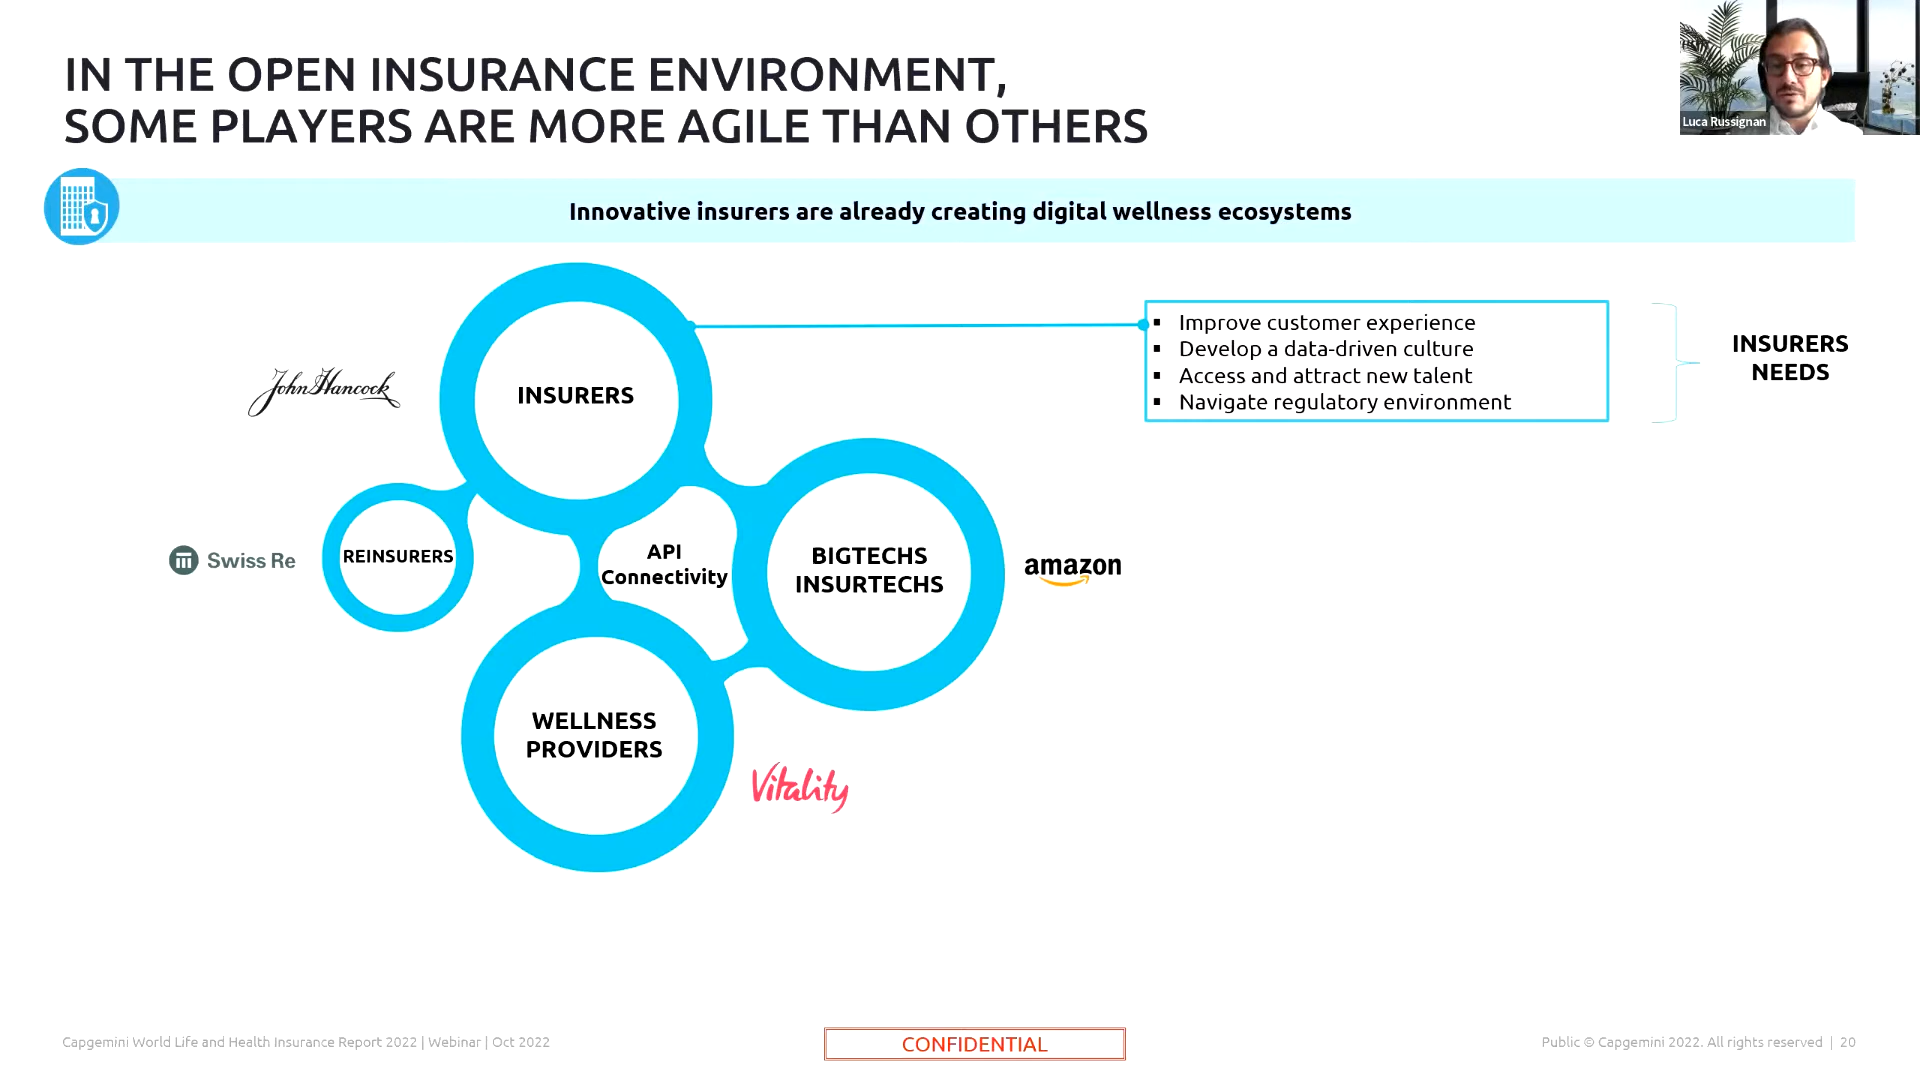 IN THE OPEN INSURANCE ENVIRONMENT,
SOME PLAYERS ARE MORE AGILE THAN OTHERS
Luca Russignan
Innovative insurers are already creating digital wellness ecosystems
▪ Improve customer experience
▪ Develop a data-driven culture
▪ Access and attract new talent
▪ Navigate regulatory environment
INSURERS
NEEDS
John Hancock
INSURERS
Swiss Re
REINSURERS
API
Connectivity
BIGTECHS
INSURTECHS
amazon
WELLNESS
PROVIDERS
Vitality
Capgemini World Life and Health Insurance Report 2022 | Webinar | Oct 2022
CONFIDENTIAL
Public © Capgemini 2022. All rights reserved | 20